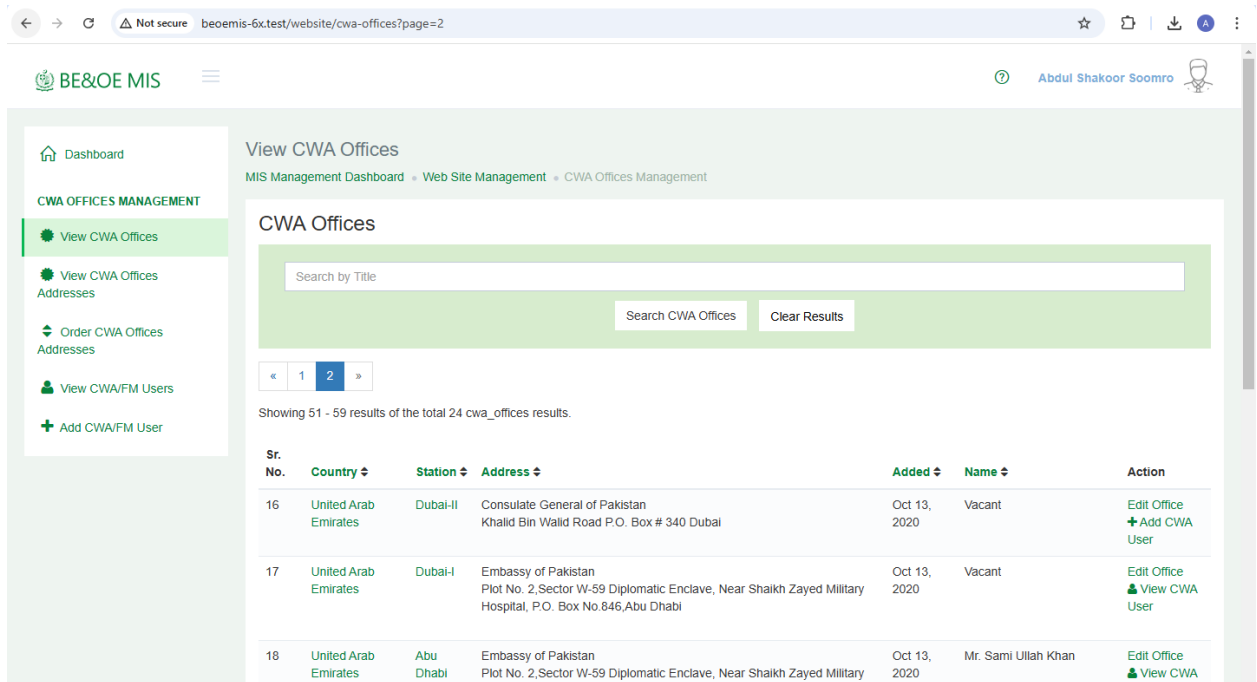 Not secure beoemis-6x.test/website/cwa-offices?page=2
A
BE&OE MIS
Abdul Shakoor Soomro
Dashboard
CWA OFFICES MANAGEMENT
View CWA Offices
View CWA Offices
Addresses
Order CWA Offices
Addresses
View CWA/FM Users
Add CWA/FM User
View CWA Offices
MIS Management Dashboard Web Site Management CWA Offices Management
CWA Offices
Search by Title
Search CWA Offices Clear Results
« 1 2 »
Showing 51 - 59 results of the total 24 cwa_offices results.
Sr.
No. Country Station Address Added Name Action
16 United Arab Dubai-II Consulate General of Pakistan Oct 13, Vacant Edit Office
Emirates Khalid Bin Walid Road P.O. Box # 340 Dubai 2020 Add CWA
User
17 United Arab Dubai-I Embassy of Pakistan Oct 13, Vacant Edit Office
Emirates Plot No. 2,Sector W-59 Diplomatic Enclave, Near Shaikh Zayed Military 2020 View CWA
Hospital, P.O. Box No.846,Abu Dhabi User
18 United Arab Abu Embassy of Pakistan Oct 13, Mr. Sami Ullah Khan Edit Office
Emirates Dhabi Plot No. 2,Sector W-59 Diplomatic Enclave, Near Shaikh Zayed Military 2020 View CWA